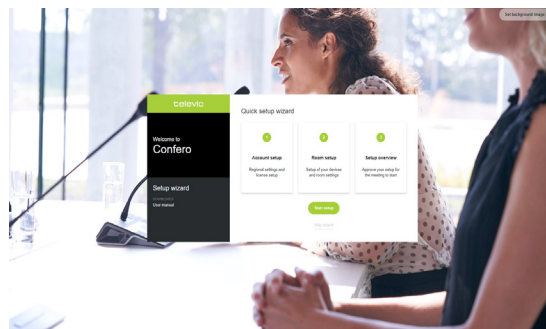 Set background image
televic
Welcome to
Confero
Setup wizard
User manual
Quick setup wizard
1
Account setup
Regional settings and
license setup
2
Room setup
Setup of your devices
and room settings
3
Setup overview
Approve your setup for
the meeting to start
Start setup